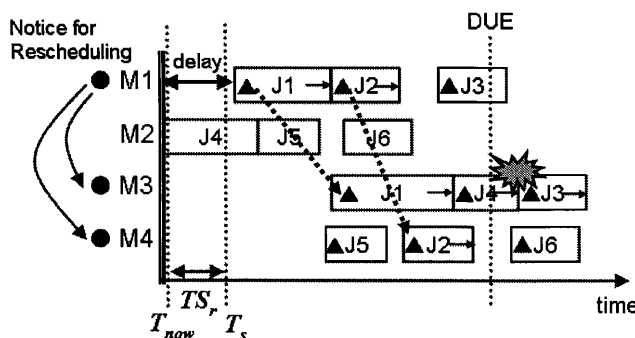 Notice for
Rescheduling
DUE
delay
M1 J1 J2 J3
M2 J4 J5 J6
M3 J1 J4 J3
M4 J5 J2 J6
TSr
time
Tnow Ts